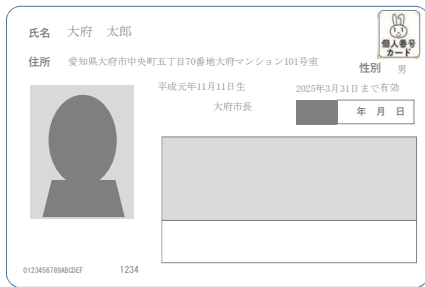 氏名 大府 太郎
個人番号
カード
住所 愛知県大府市中央町五丁目70番地大府マンション101号室
性別 男
平成元年11月11日生
2025年3月31日まで有効
大府市長
年 月 日
0123456789ABCDEF 1234